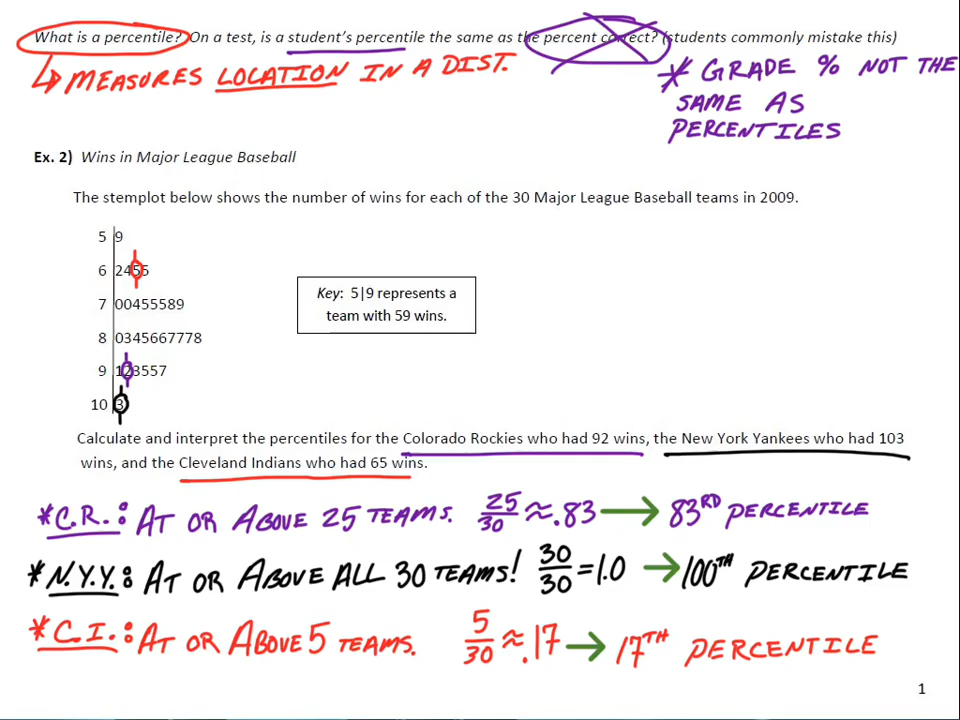 What is a percentile? On a test, is a student's percentile the same as the percent correct? (students commonly mistake this)
MEASURES LOCATION IN A DIST.
* GRADE % NOT THE
SAME AS
PERCENTILES
Ex. 2) Wins in Major League Baseball
The stemplot below shows the number of wins for each of the 30 Major League Baseball teams in 2009.
5 9
6 2455
7 00455589
8 0345667778
9 123557
10 3
Key: 5|9 represents a
team with 59 wins.
Calculate and interpret the percentiles for the Colorado Rockies who had 92 wins, the New York Yankees who had 103
wins, and the Cleveland Indians who had 65 wins.
*C.R.: AT OR ABOVE 25 TEAMS. 25/30 ≈ .83 → 83RD PERCENTILE
*N.Y.Y.: AT OR ABOVE ALL 30 TEAMS! 30/30 = 1.0 → 100TH PERCENTILE
*C.I.: AT OR ABOVE 5 TEAMS. 5/30 ≈ .17 → 17TH PERCENTILE
1